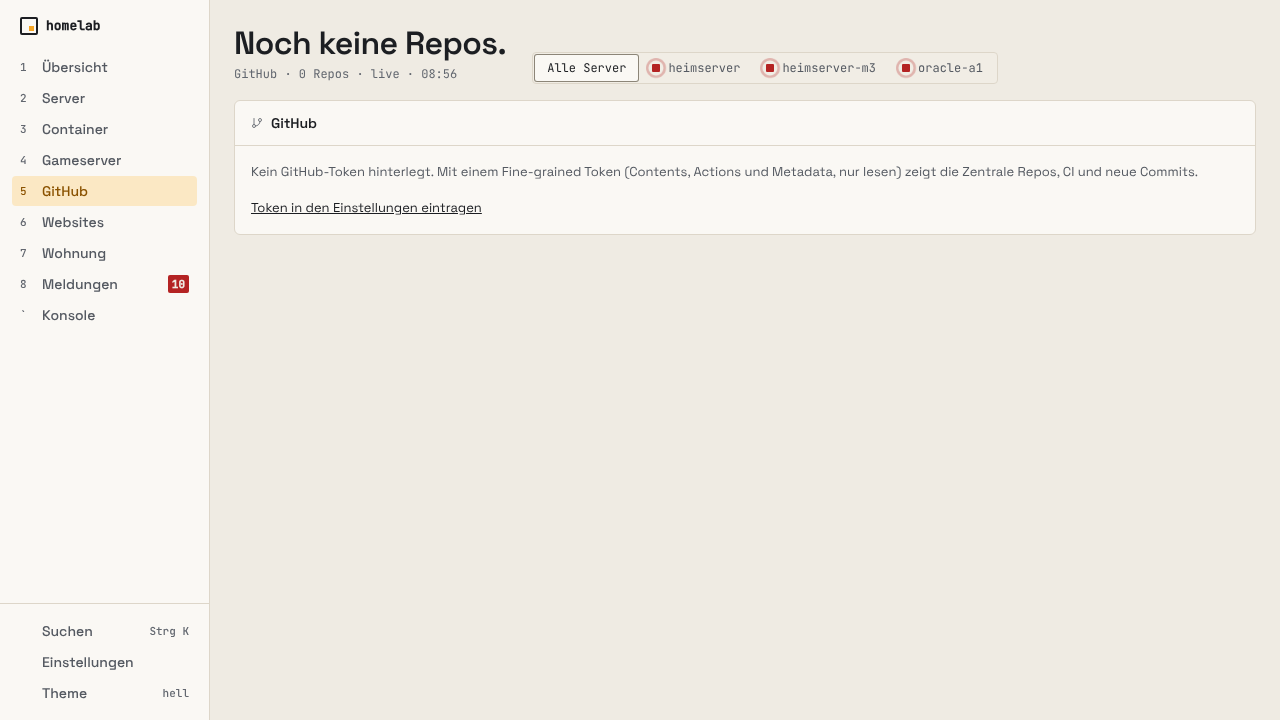 homelab
1 Übersicht
2 Server
3 Container
4 Gameserver
5 GitHub
6 Websites
7 Wohnung
8 Meldungen 10
` Konsole
Suchen Strg K
Einstellungen
Theme hell
Noch keine Repos.
GitHub · 0 Repos · live · 08:56
Alle Server heimserver heimserver-m3 oracle-a1
GitHub
Kein GitHub-Token hinterlegt. Mit einem Fine-grained Token (Contents, Actions und Metadata, nur lesen) zeigt die Zentrale Repos, CI und neue Commits.
Token in den Einstellungen eintragen